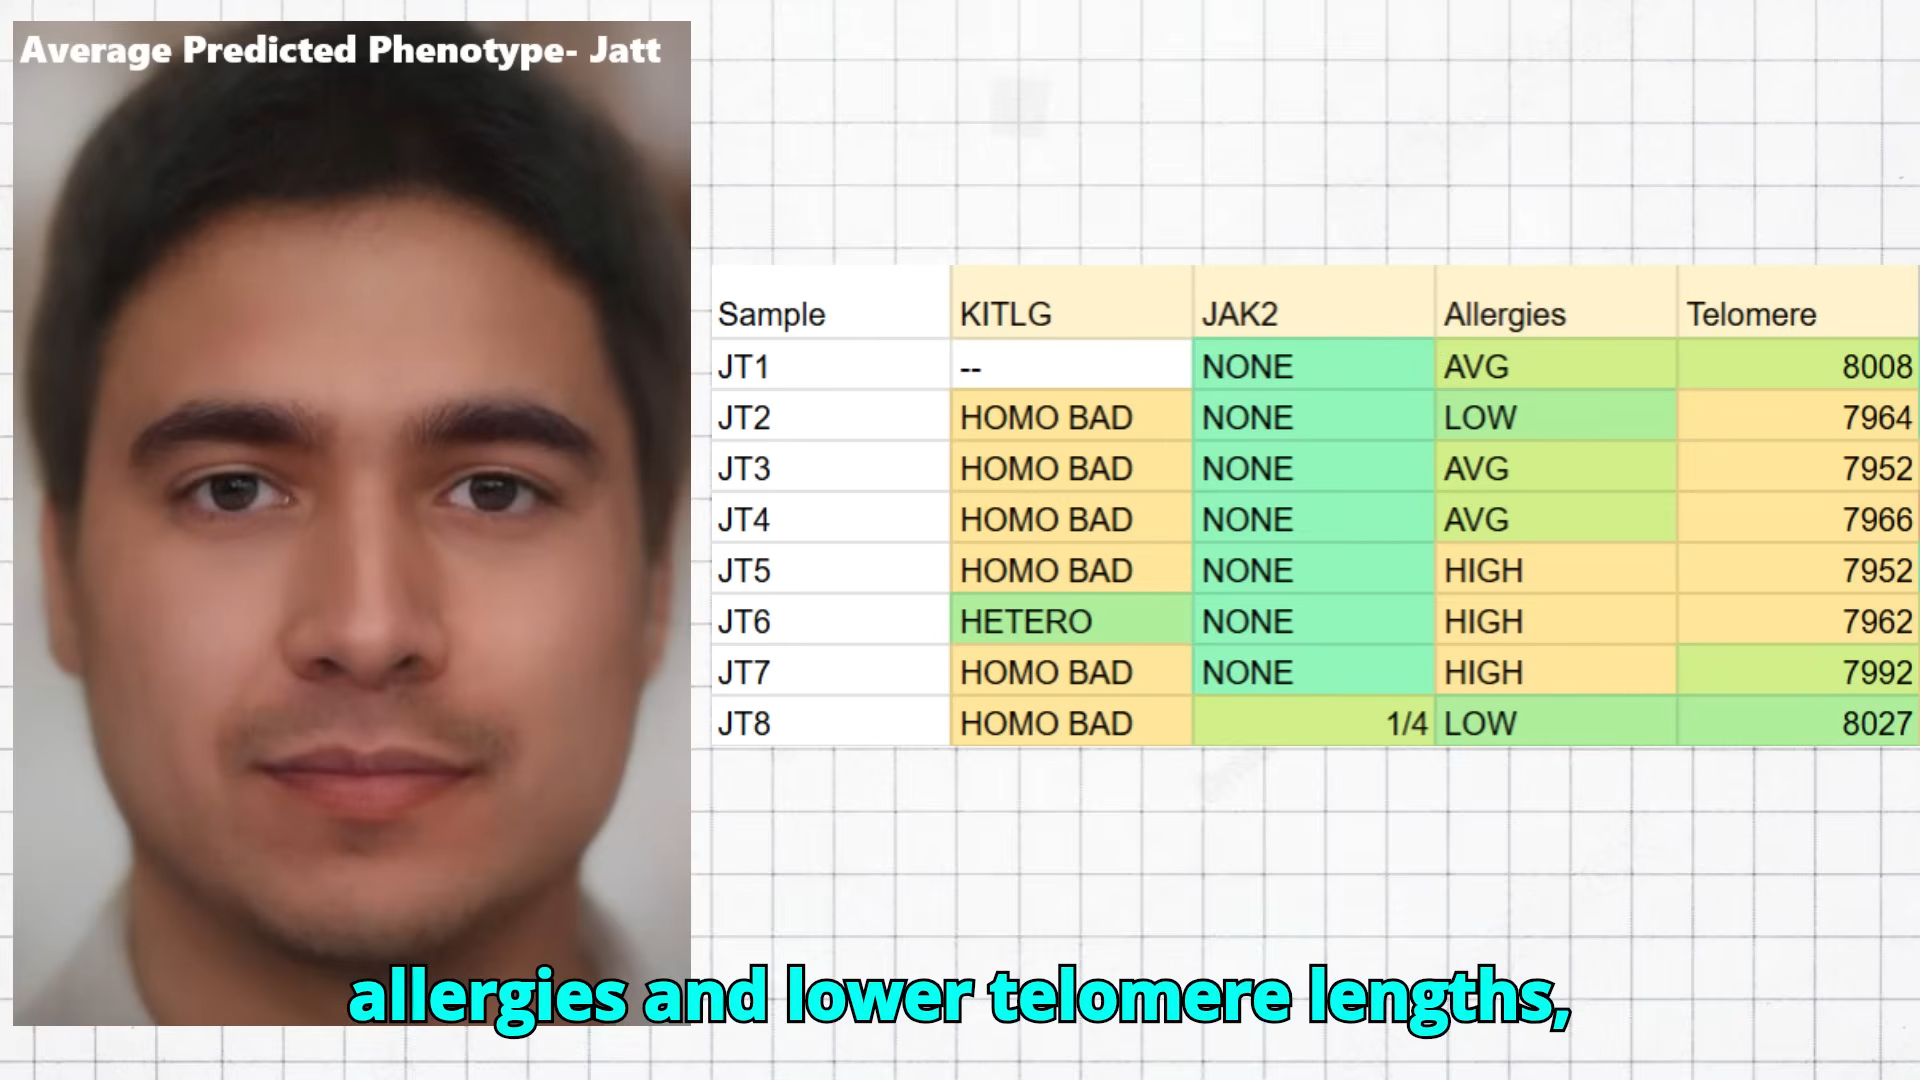 Average Predicted Phenotype- Jatt
Sample KITLG JAK2 Allergies Telomere
JT1 -- NONE AVG 8008
JT2 HOMO BAD NONE LOW 7964
JT3 HOMO BAD NONE AVG 7952
JT4 HOMO BAD NONE AVG 7966
JT5 HOMO BAD NONE HIGH 7952
JT6 HETERO NONE HIGH 7962
JT7 HOMO BAD NONE HIGH 7992
JT8 HOMO BAD 1/4 LOW 8027
allergies and lower telomere lengths,